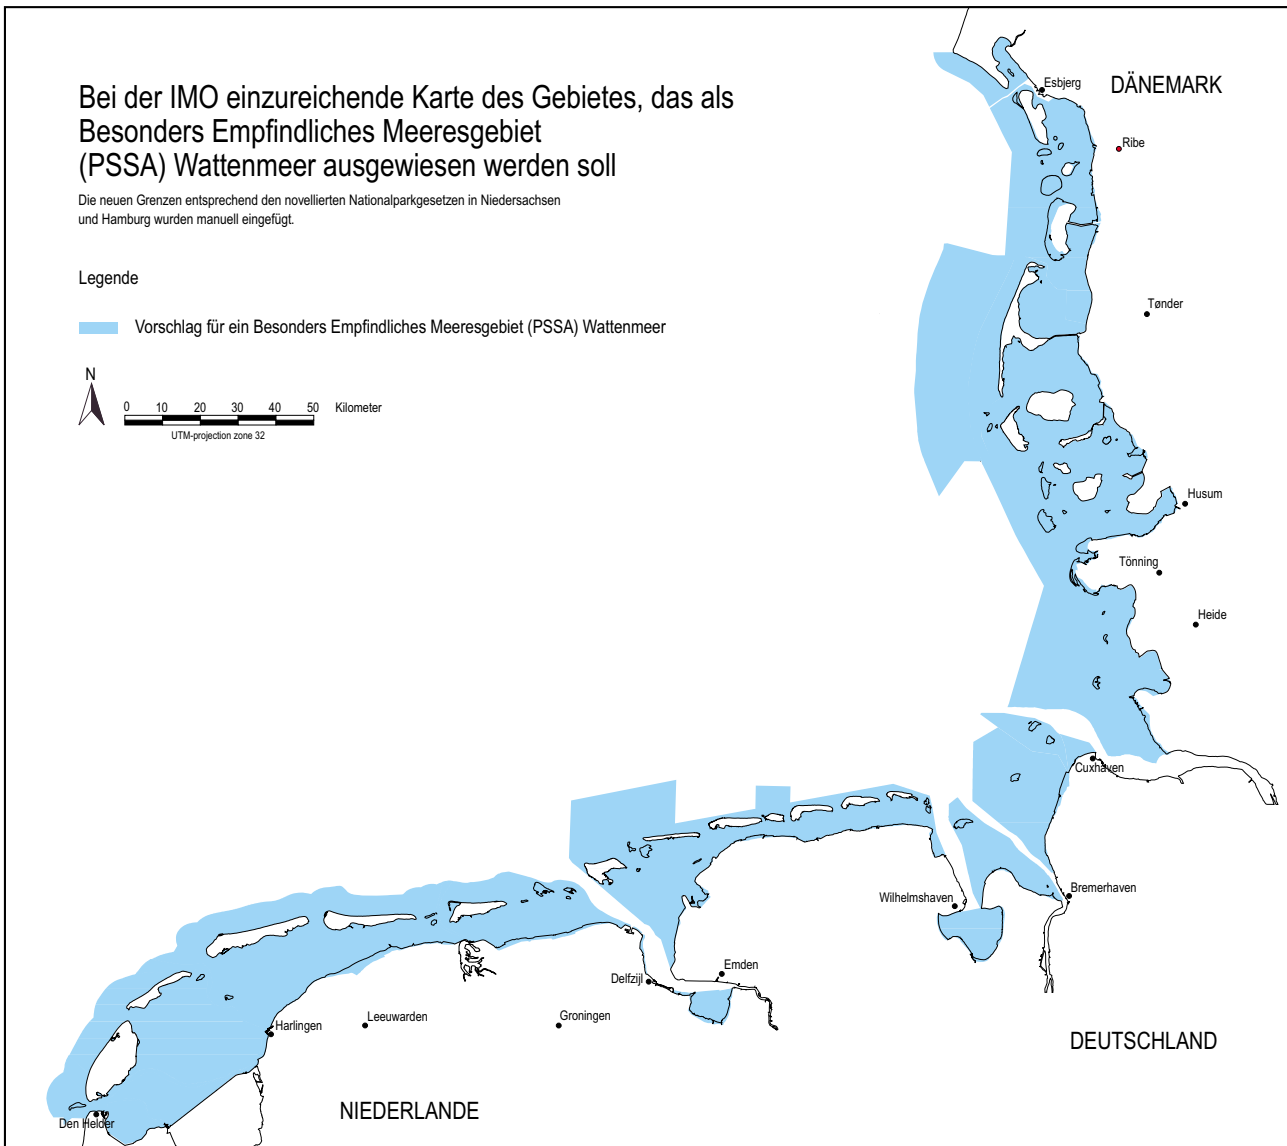 Bei der IMO einzureichende Karte des Gebietes, das als
Besonders Empfindliches Meeresgebiet
(PSSA) Wattenmeer ausgewiesen werden soll
Die neuen Grenzen entsprechend den novellierten Nationalparkgesetzen in Niedersachsen
und Hamburg wurden manuell eingefügt.
Legende
Vorschlag für ein Besonders Empfindliches Meeresgebiet (PSSA) Wattenmeer
N
0 10 20 30 40 50 Kilometer
UTM-projection zone 32
Esbjerg
DÄNEMARK
Ribe
Tønder
Husum
Tönning
Heide
Cuxhaven
Bremerhaven
Wilhelmshaven
Emden
Delfzijl
Groningen
Leeuwarden
Harlingen
DEUTSCHLAND
NIEDERLANDE
Den Helder